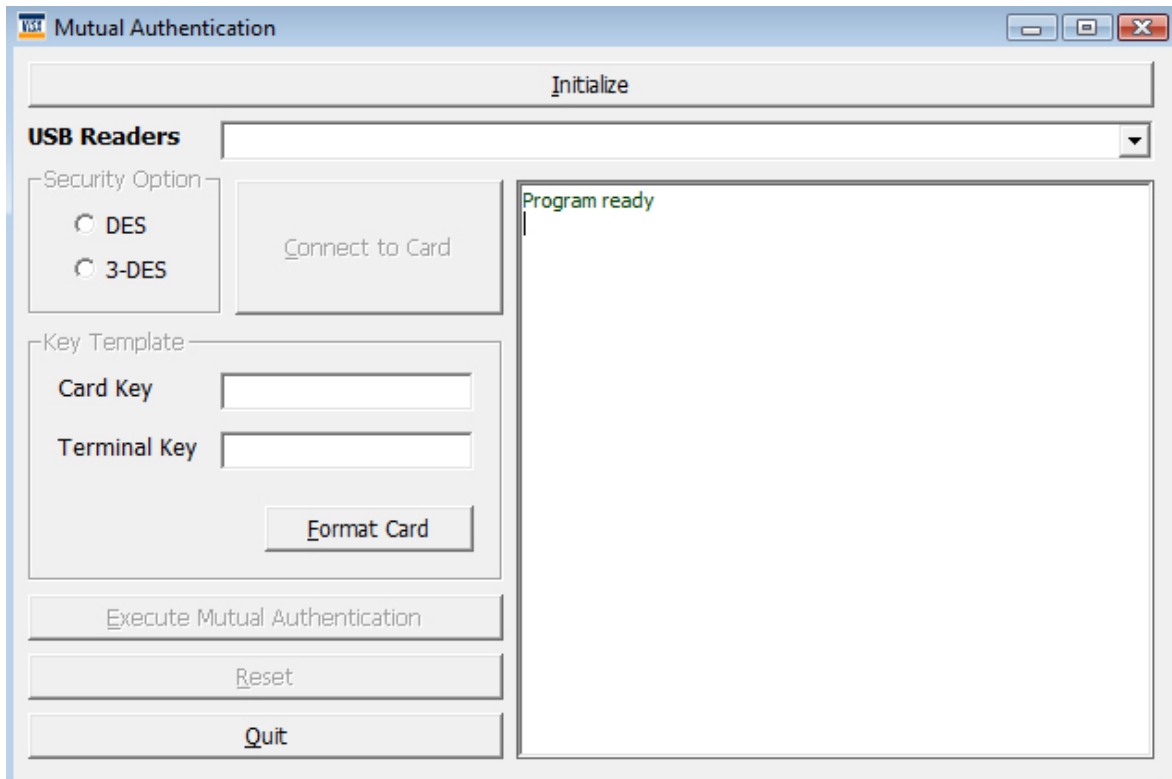 VISA Mutual Authentication
Initialize
USB Readers
Security Option
DES
3-DES
Connect to Card
Program ready
Key Template
Card Key
Terminal Key
Format Card
Execute Mutual Authentication
Reset
Quit